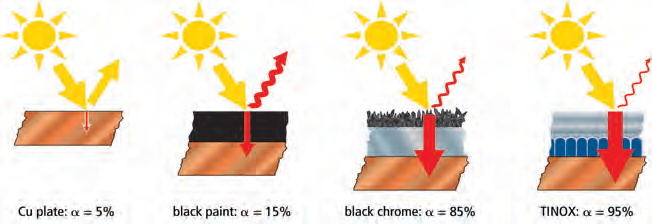 Cu plate: α = 5%
black paint: α = 15%
black chrome: α = 85%
TINOX: α = 95%